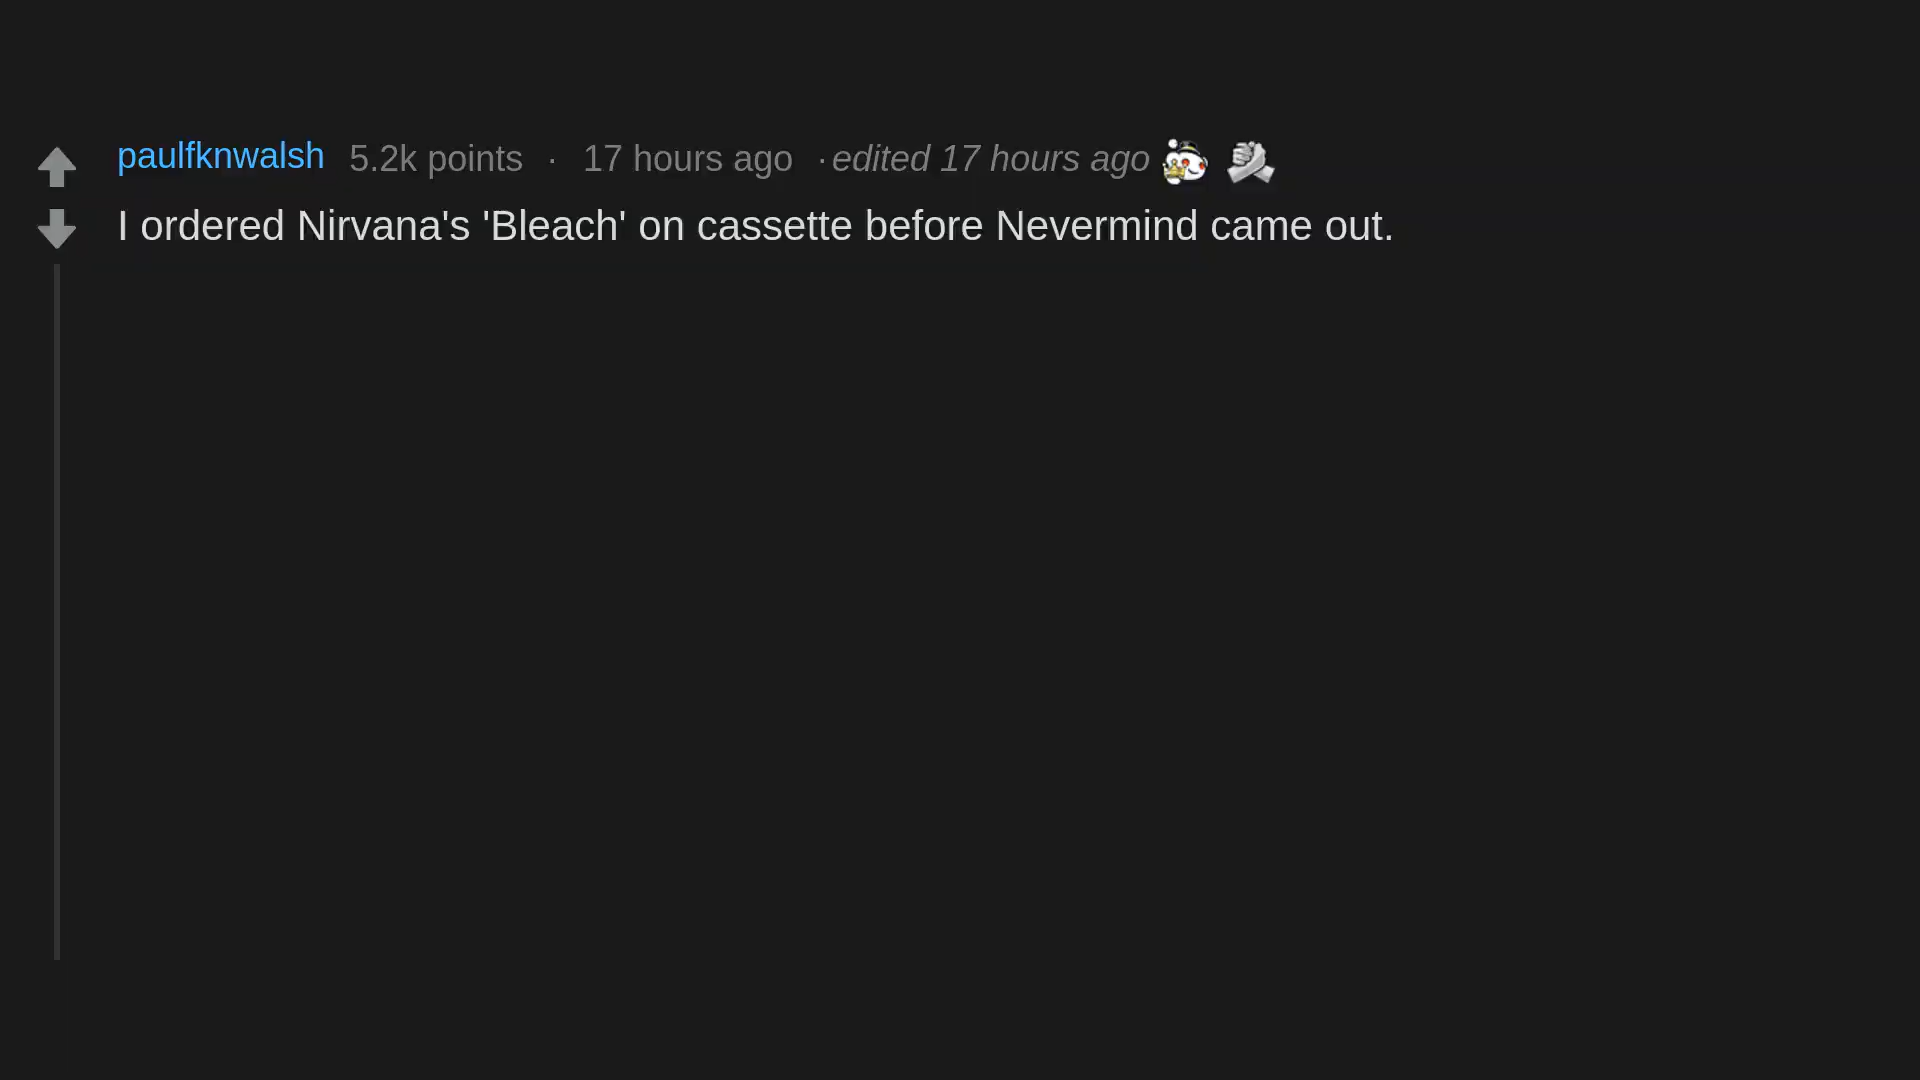 paulfknwalsh 5.2k points · 17 hours ago · edited 17 hours ago
I ordered Nirvana's 'Bleach' on cassette before Nevermind came out.